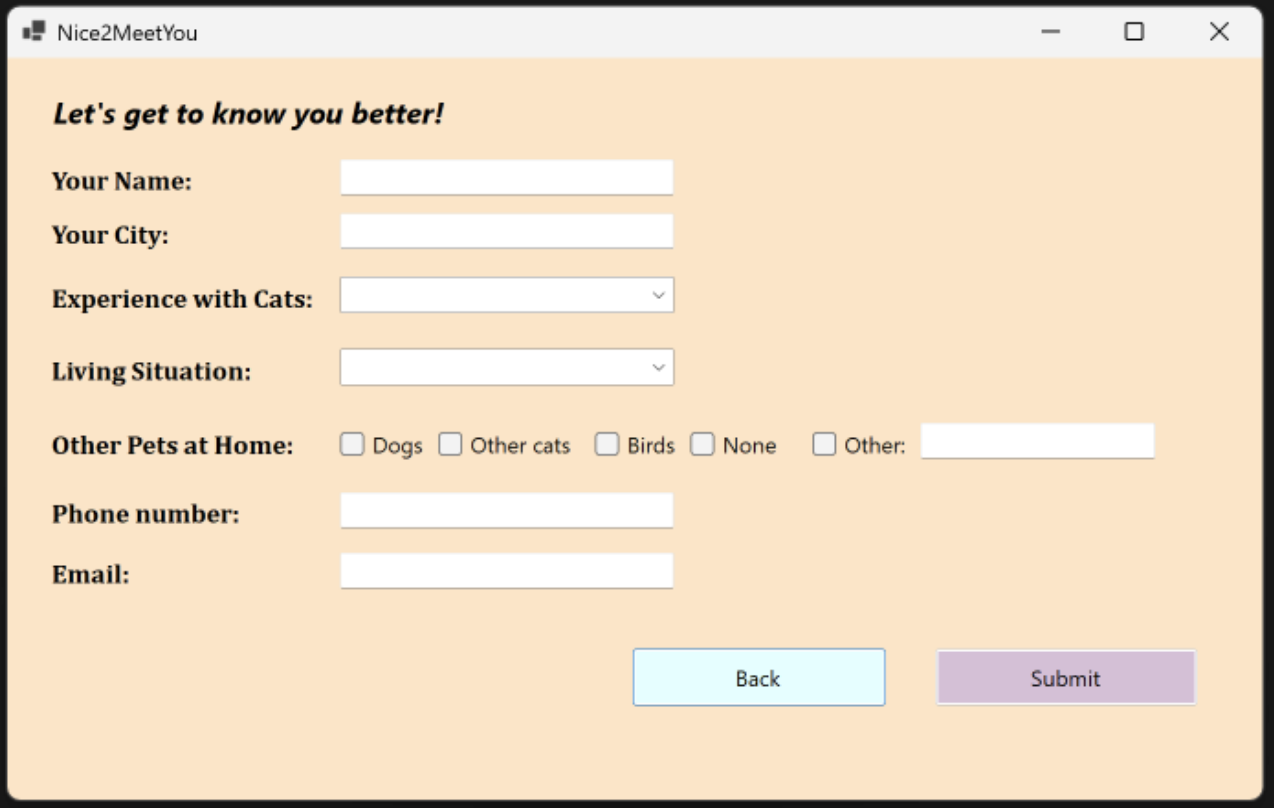 Nice2MeetYou
Let's get to know you better!
Your Name:
Your City:
Experience with Cats:
Living Situation:
Other Pets at Home: Dogs Other cats Birds None Other:
Phone number:
Email:
Back Submit